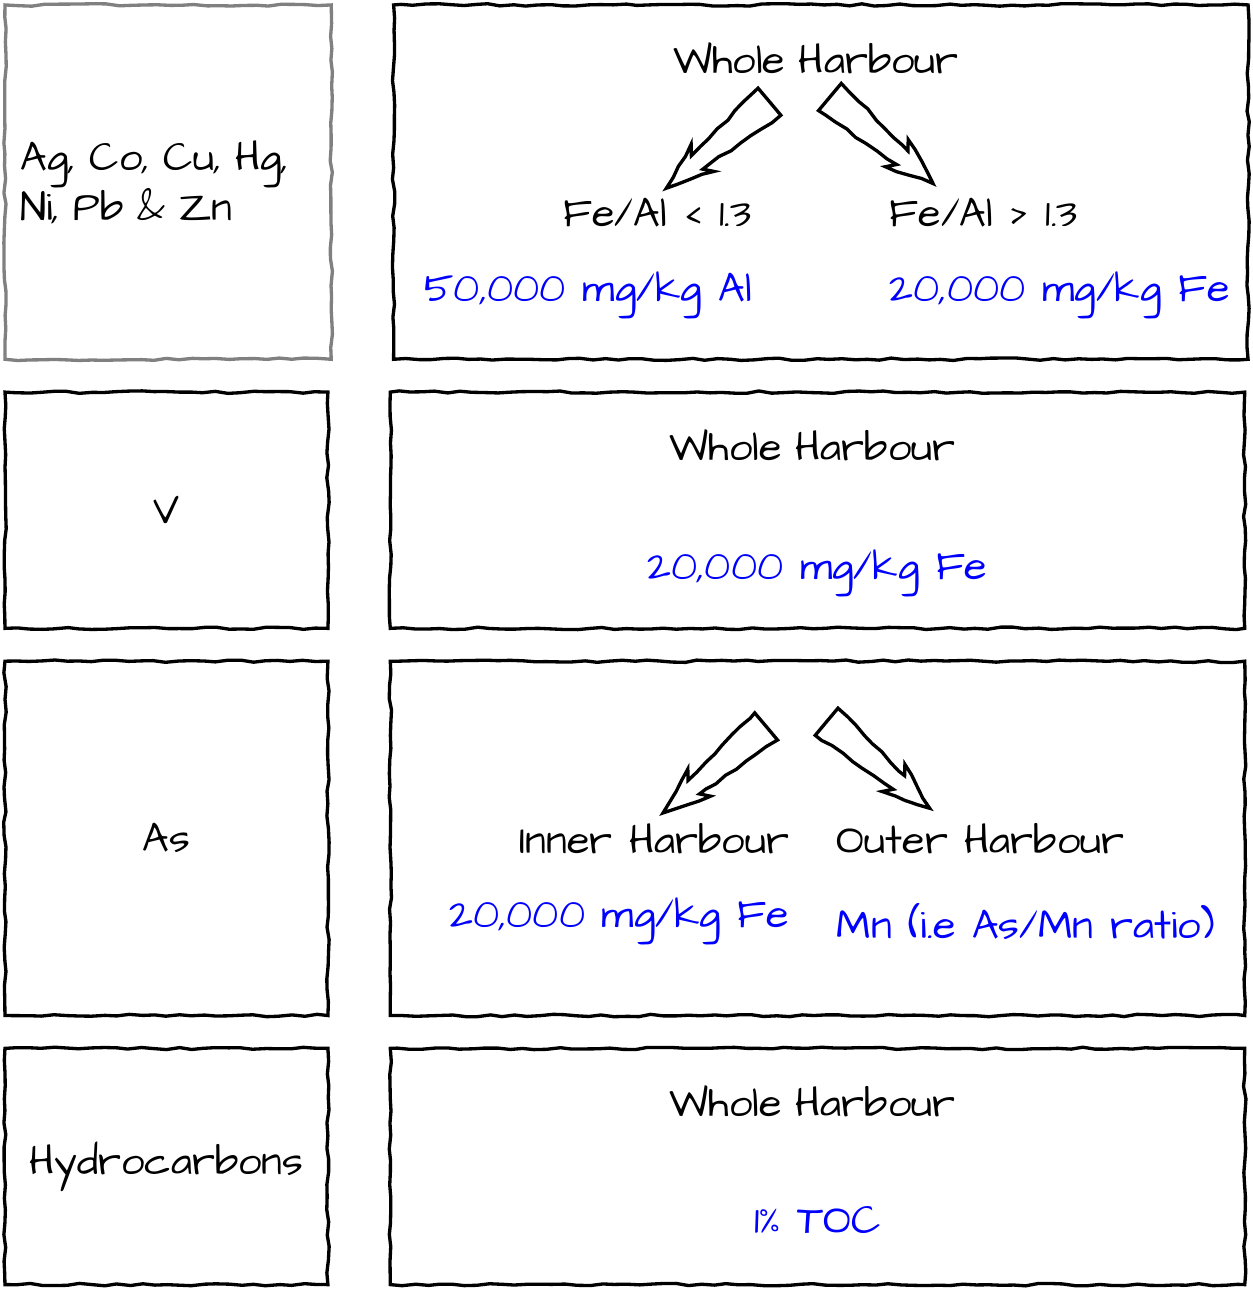 Ag, Co, Cu, Hg,
Ni, Pb & Zn
Whole Harbour
Fe/Al < 1.3
Fe/Al > 1.3
50,000 mg/kg Al
20,000 mg/kg Fe
V
Whole Harbour
20,000 mg/kg Fe
As
Inner Harbour
Outer Harbour
20,000 mg/kg Fe
Mn (i.e As/Mn ratio)
Hydrocarbons
Whole Harbour
1% TOC